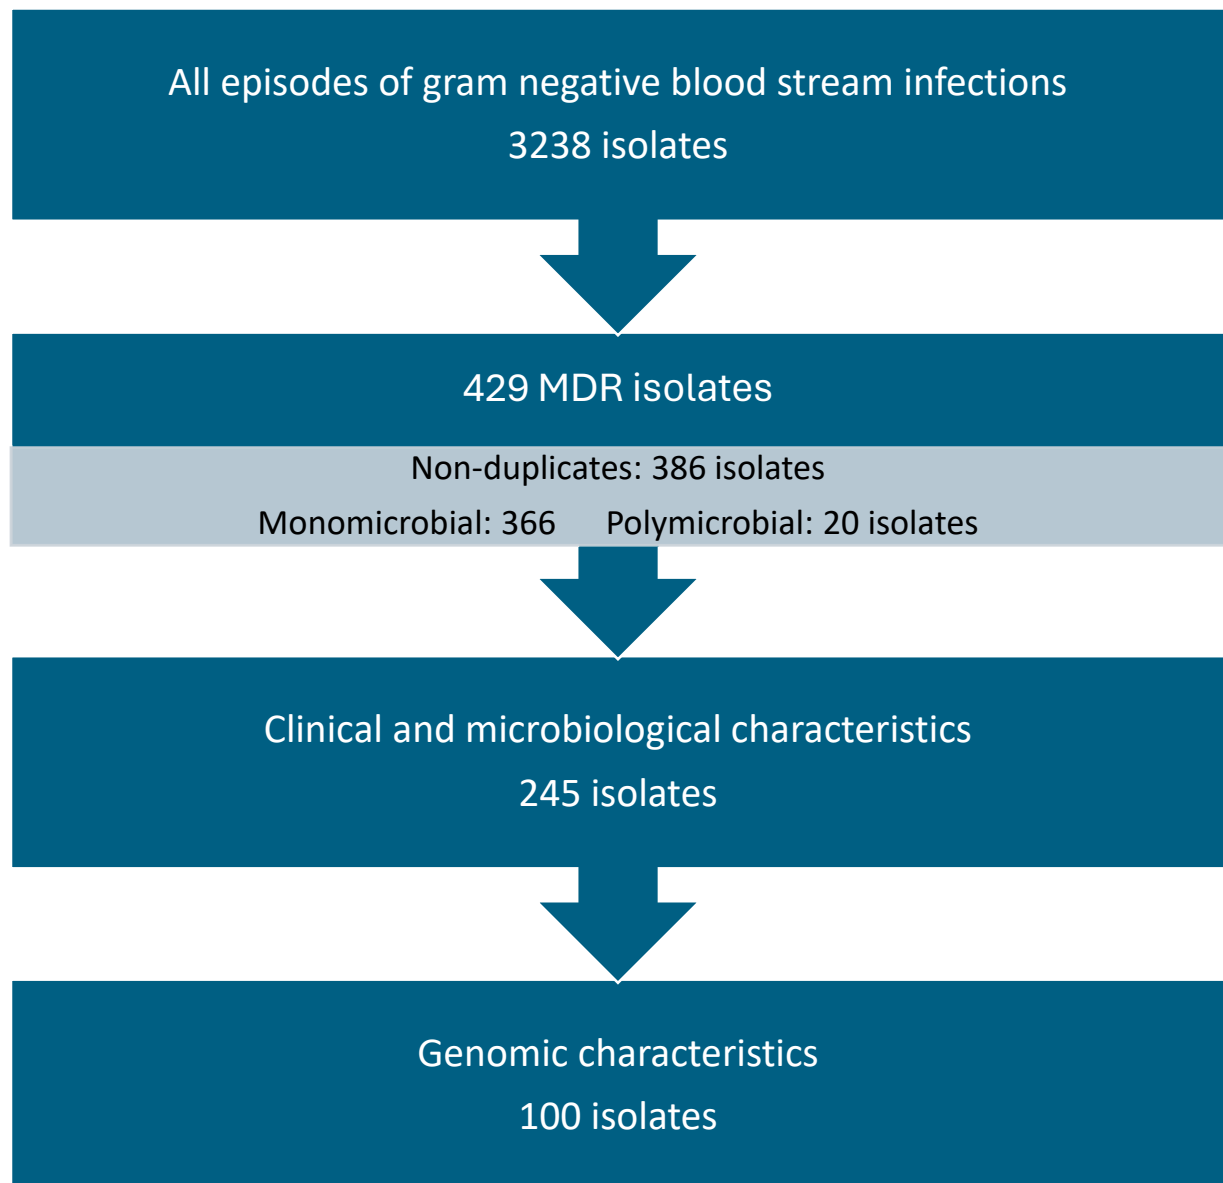 All episodes of gram negative blood stream infections
3238 isolates
429 MDR isolates
Non-duplicates: 386 isolates
Monomicrobial: 366 Polymicrobial: 20 isolates
Clinical and microbiological characteristics
245 isolates
Genomic characteristics
100 isolates